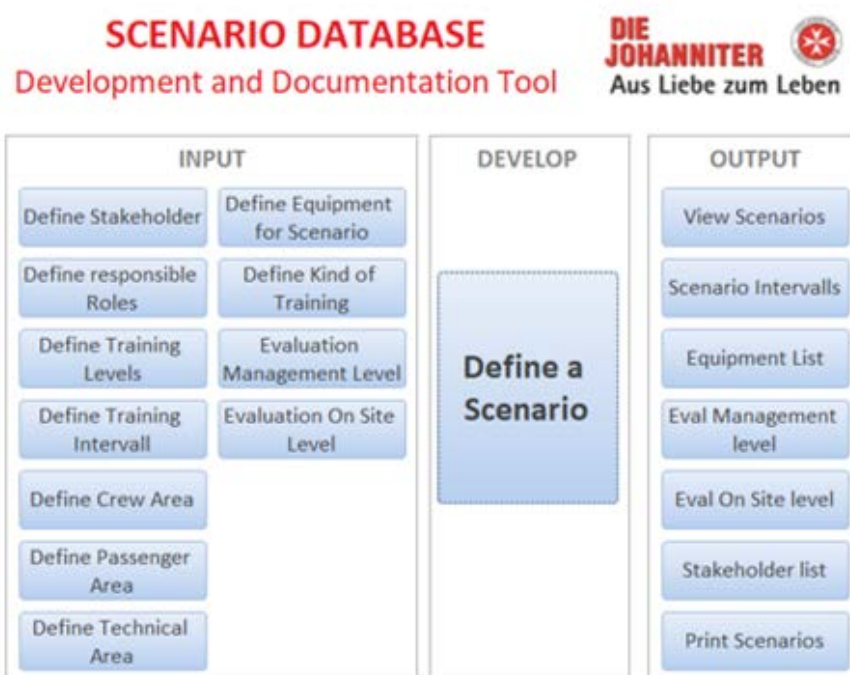 SCENARIO DATABASE
Development and Documentation Tool
DIE
JOHANNITER
Aus Liebe zum Leben
INPUT
Define Stakeholder
Define Equipment
for Scenario
Define responsible
Roles
Define Kind of
Training
Define Training
Levels
Evaluation
Management Level
Define Training
Intervall
Evaluation On Site
Level
Define Crew Area
Define Passenger
Area
Define Technical
Area
DEVELOP
Define a
Scenario
OUTPUT
View Scenarios
Scenario Intervalls
Equipment List
Eval Management
level
Eval On Site level
Stakeholder list
Print Scenarios